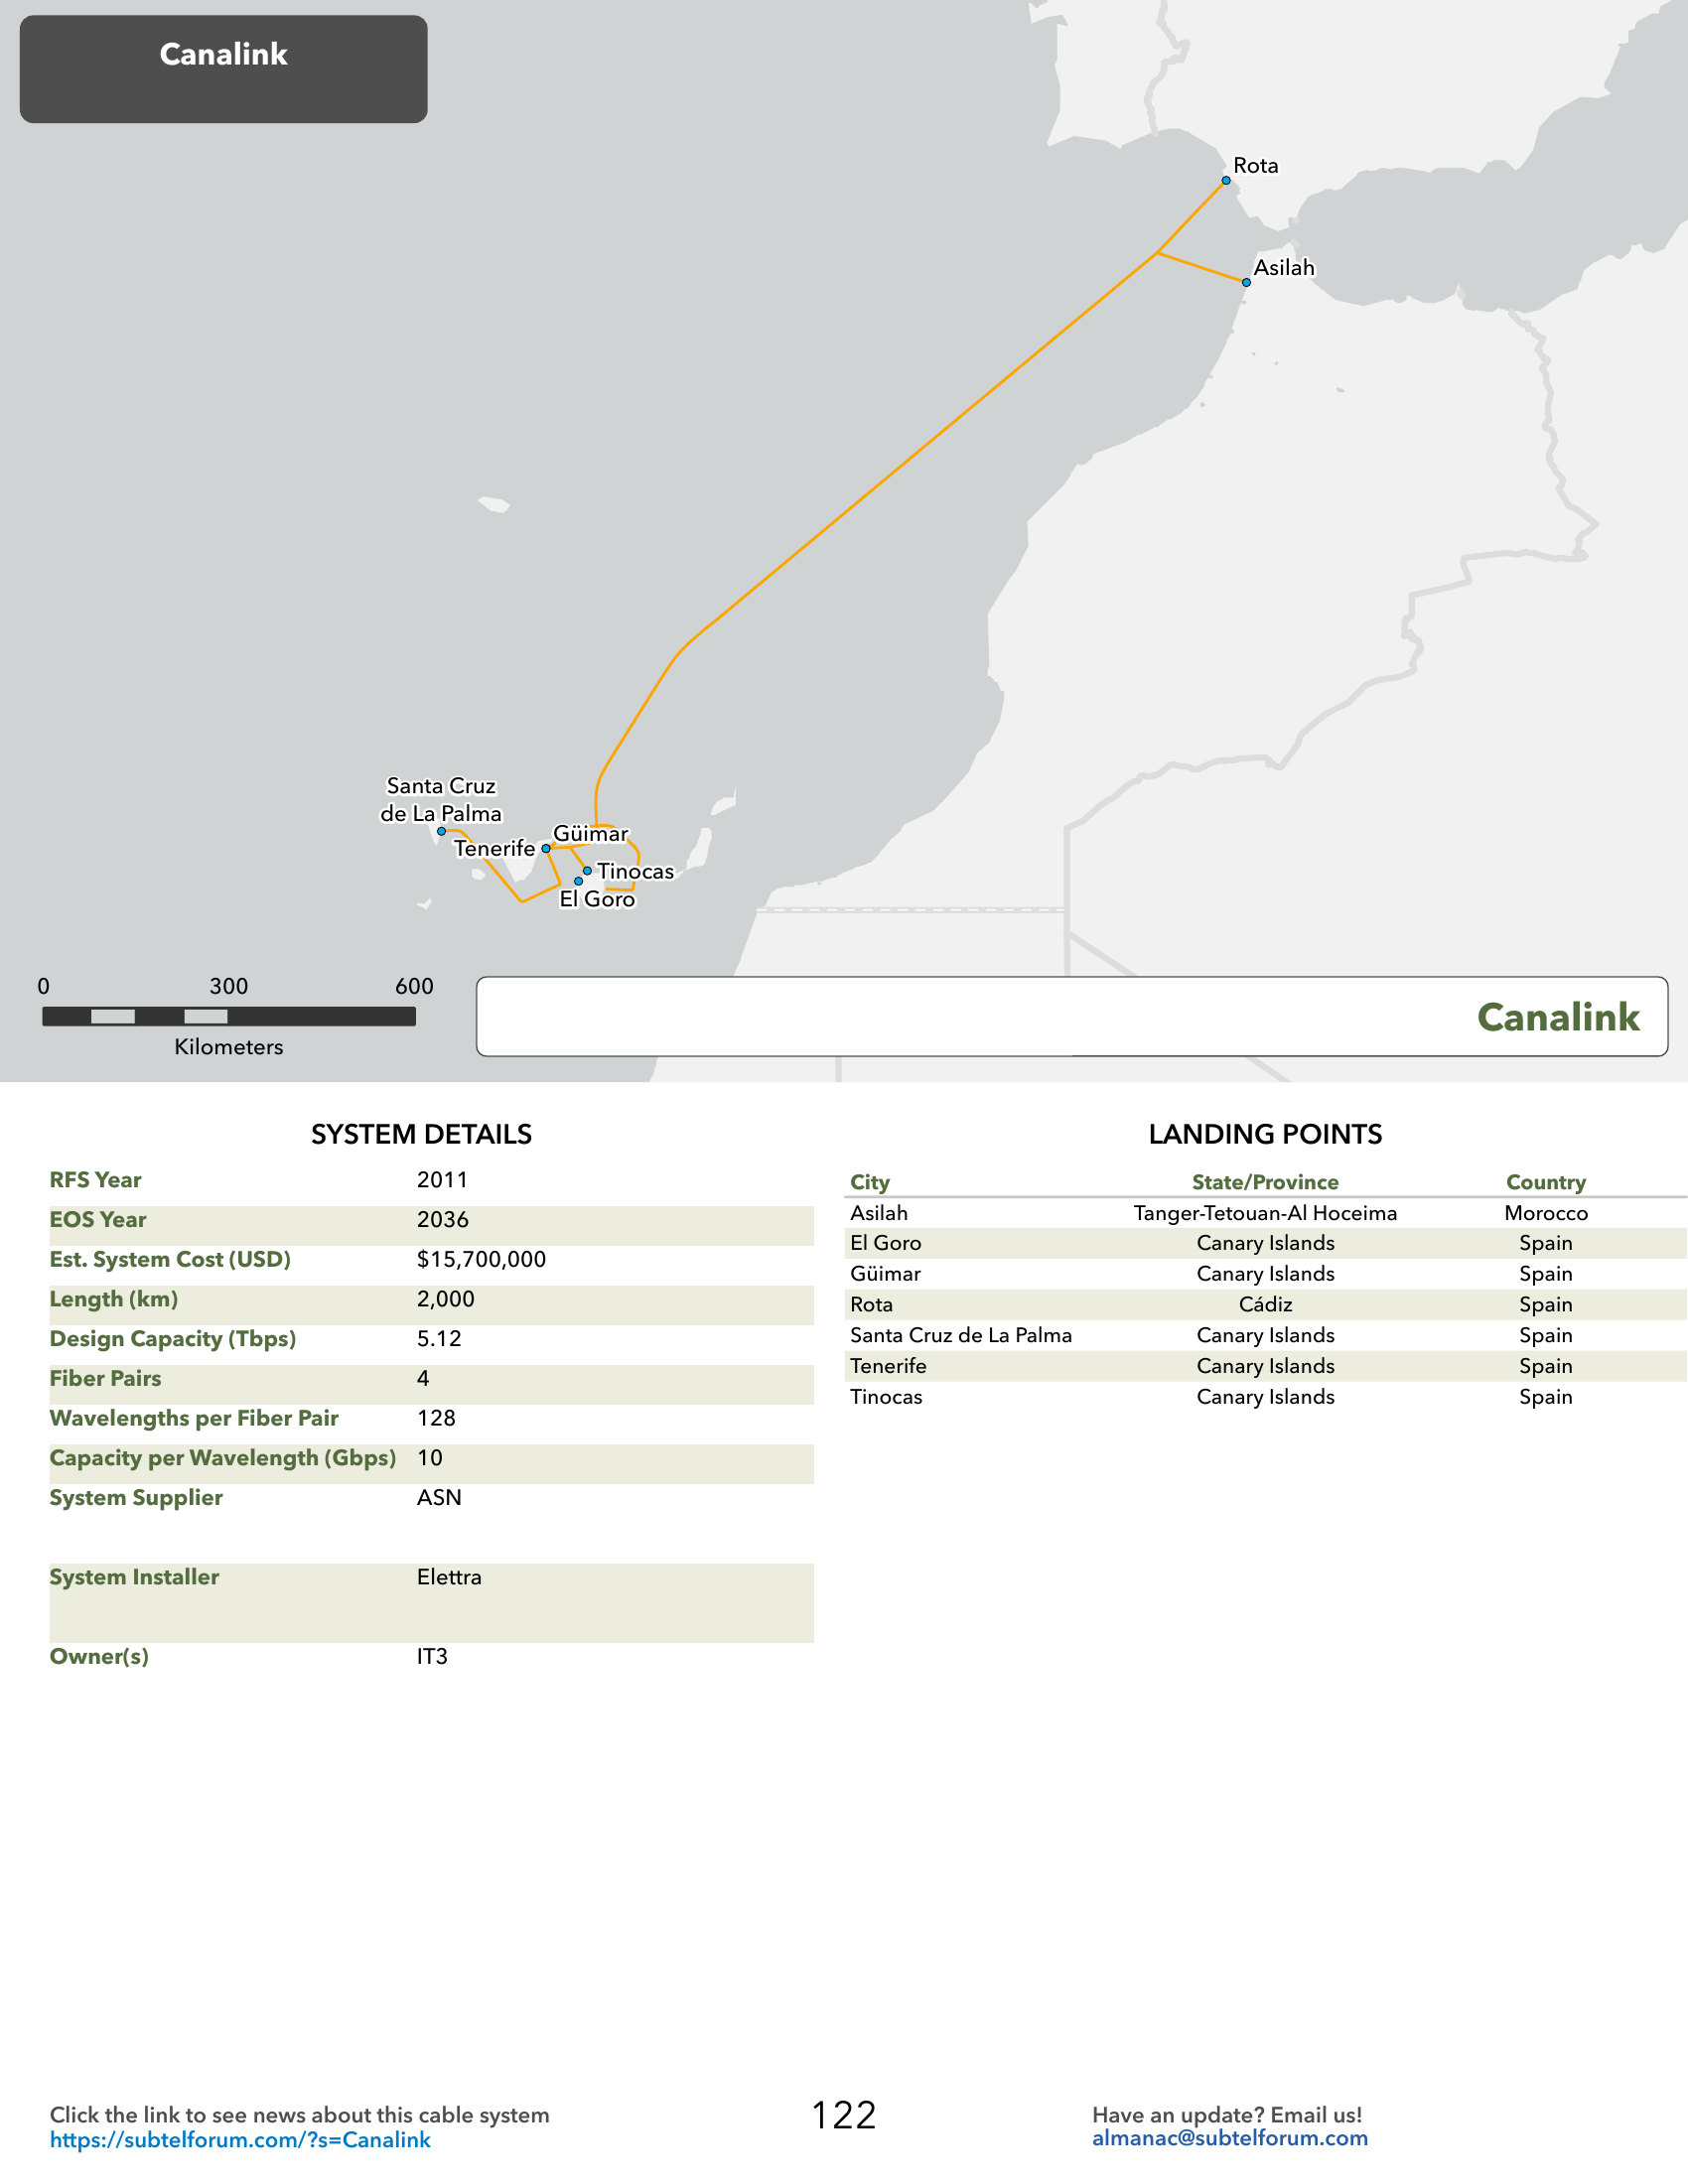 Canalink
Rota
Asilah
Santa Cruz
de La Palma
Güimar
Tenerife
Tinocas
El Goro
0 300 600
Kilometers
Canalink
SYSTEM DETAILS
RFS Year 2011
EOS Year 2036
Est. System Cost (USD) $15,700,000
Length (km) 2,000
Design Capacity (Tbps) 5.12
Fiber Pairs 4
Wavelengths per Fiber Pair 128
Capacity per Wavelength (Gbps) 10
System Supplier ASN
System Installer Elettra
Owner(s) IT3
LANDING POINTS
City State/Province Country
Asilah Tanger-Tetouan-Al Hoceima Morocco
El Goro Canary Islands Spain
Güimar Canary Islands Spain
Rota Cádiz Spain
Santa Cruz de La Palma Canary Islands Spain
Tenerife Canary Islands Spain
Tinocas Canary Islands Spain
Click the link to see news about this cable system
https://subtelforum.com/?s=Canalink
122
Have an update? Email us!
almanac@subtelforum.com